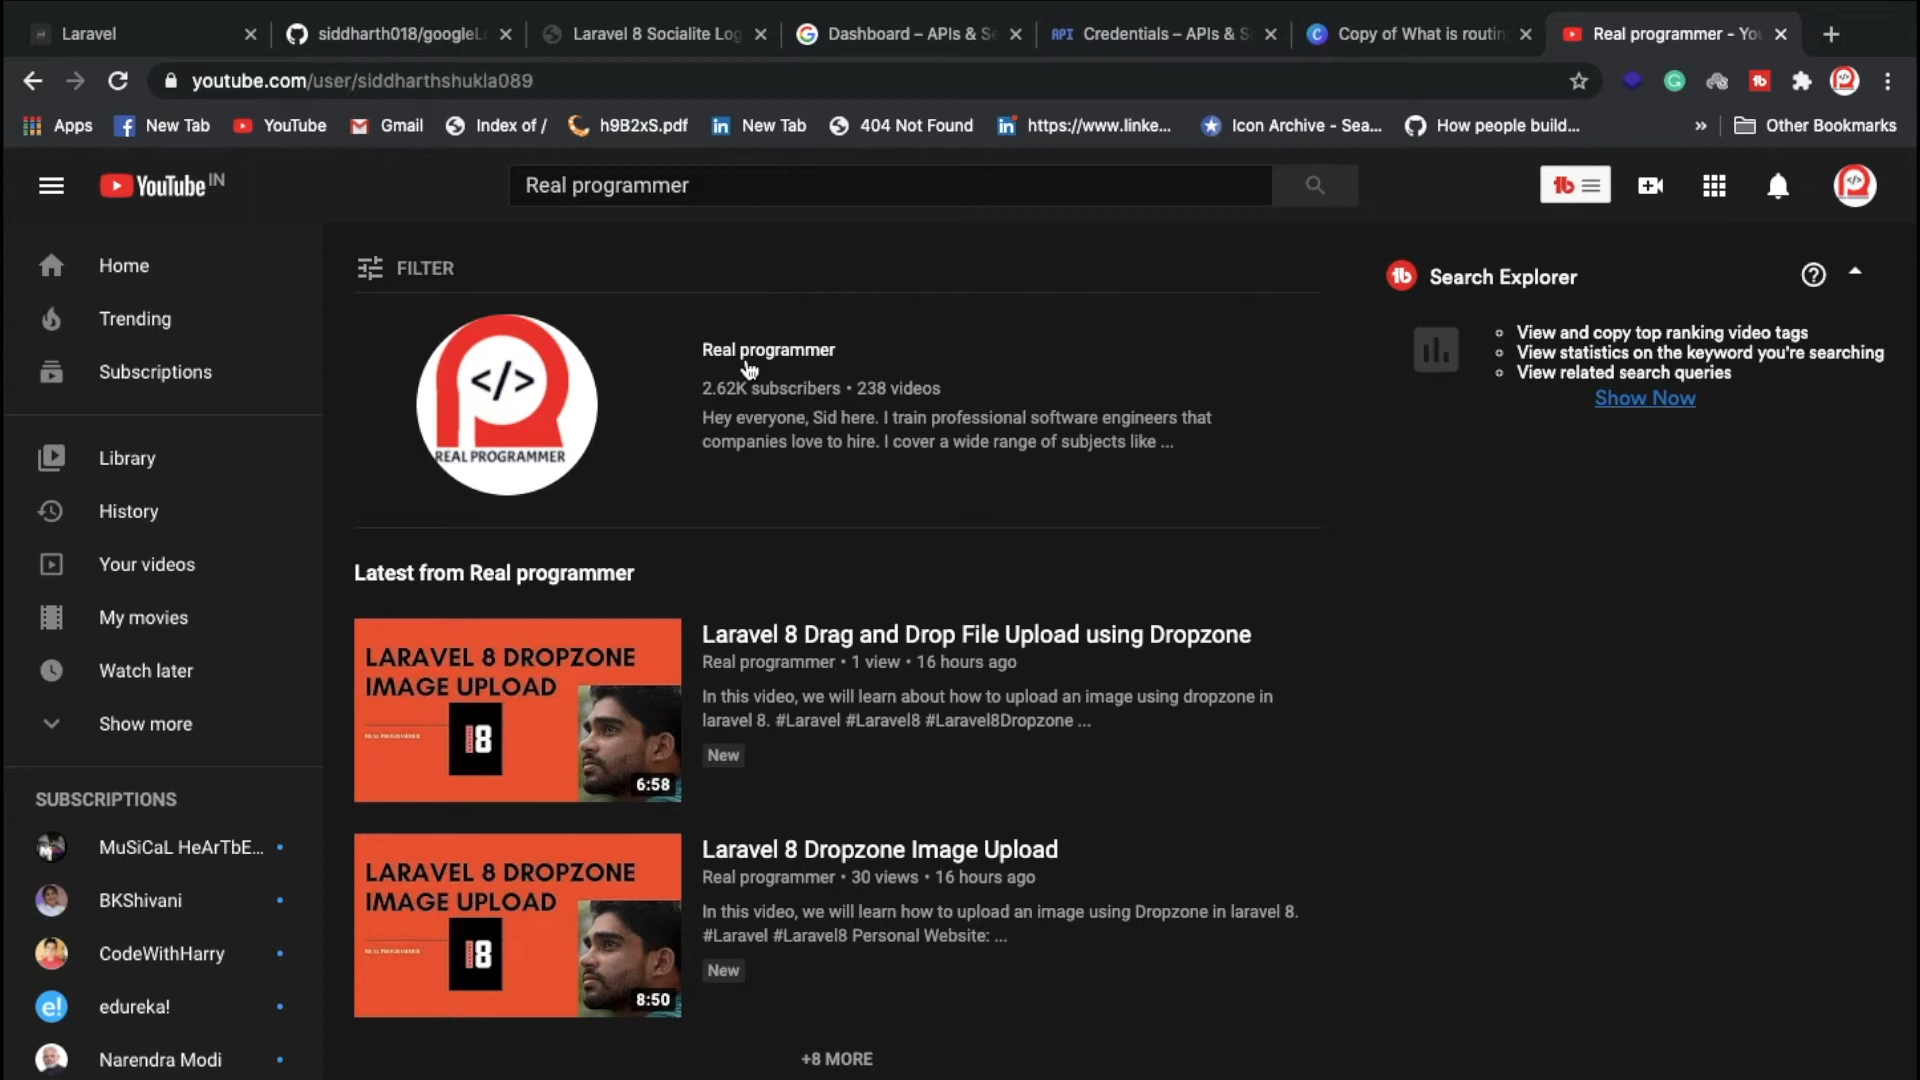 Laravel
siddharth018/googleL
Laravel 8 Socialite Log
Dashboard – APIs & Se
API Credentials – APIs & S
Copy of What is routin
Real programmer - You
youtube.com/user/siddharthshukla089
Apps
New Tab
YouTube
Gmail
Index of /
h9B2xS.pdf
New Tab
404 Not Found
https://www.linke...
Icon Archive - Sea...
How people build...
»
Other Bookmarks
YouTube IN
Real programmer
Home
Trending
Subscriptions
Library
History
Your videos
My movies
Watch later
Show more
SUBSCRIPTIONS
MuSiCaL HeArTbE...
BKShivani
CodeWithHarry
e! edureka!
Narendra Modi
FILTER
</>
REAL PROGRAMMER
Real programmer
2.62K subscribers • 238 videos
Hey everyone, Sid here. I train professional software engineers that
companies love to hire. I cover a wide range of subjects like ...
Latest from Real programmer
LARAVEL 8 DROPZONE
IMAGE UPLOAD
REAL PROGRAMMER
6:58
Laravel 8 Drag and Drop File Upload using Dropzone
Real programmer • 1 view • 16 hours ago
In this video, we will learn about how to upload an image using dropzone in
laravel 8. #Laravel #Laravel8 #Laravel8Dropzone ...
New
LARAVEL 8 DROPZONE
IMAGE UPLOAD
REAL PROGRAMMER
8:50
Laravel 8 Dropzone Image Upload
Real programmer • 30 views • 16 hours ago
In this video, we will learn how to upload an image using Dropzone in laravel 8.
#Laravel #Laravel8 Personal Website: ...
New
+8 MORE
Search Explorer
View and copy top ranking video tags
View statistics on the keyword you're searching
View related search queries
Show Now